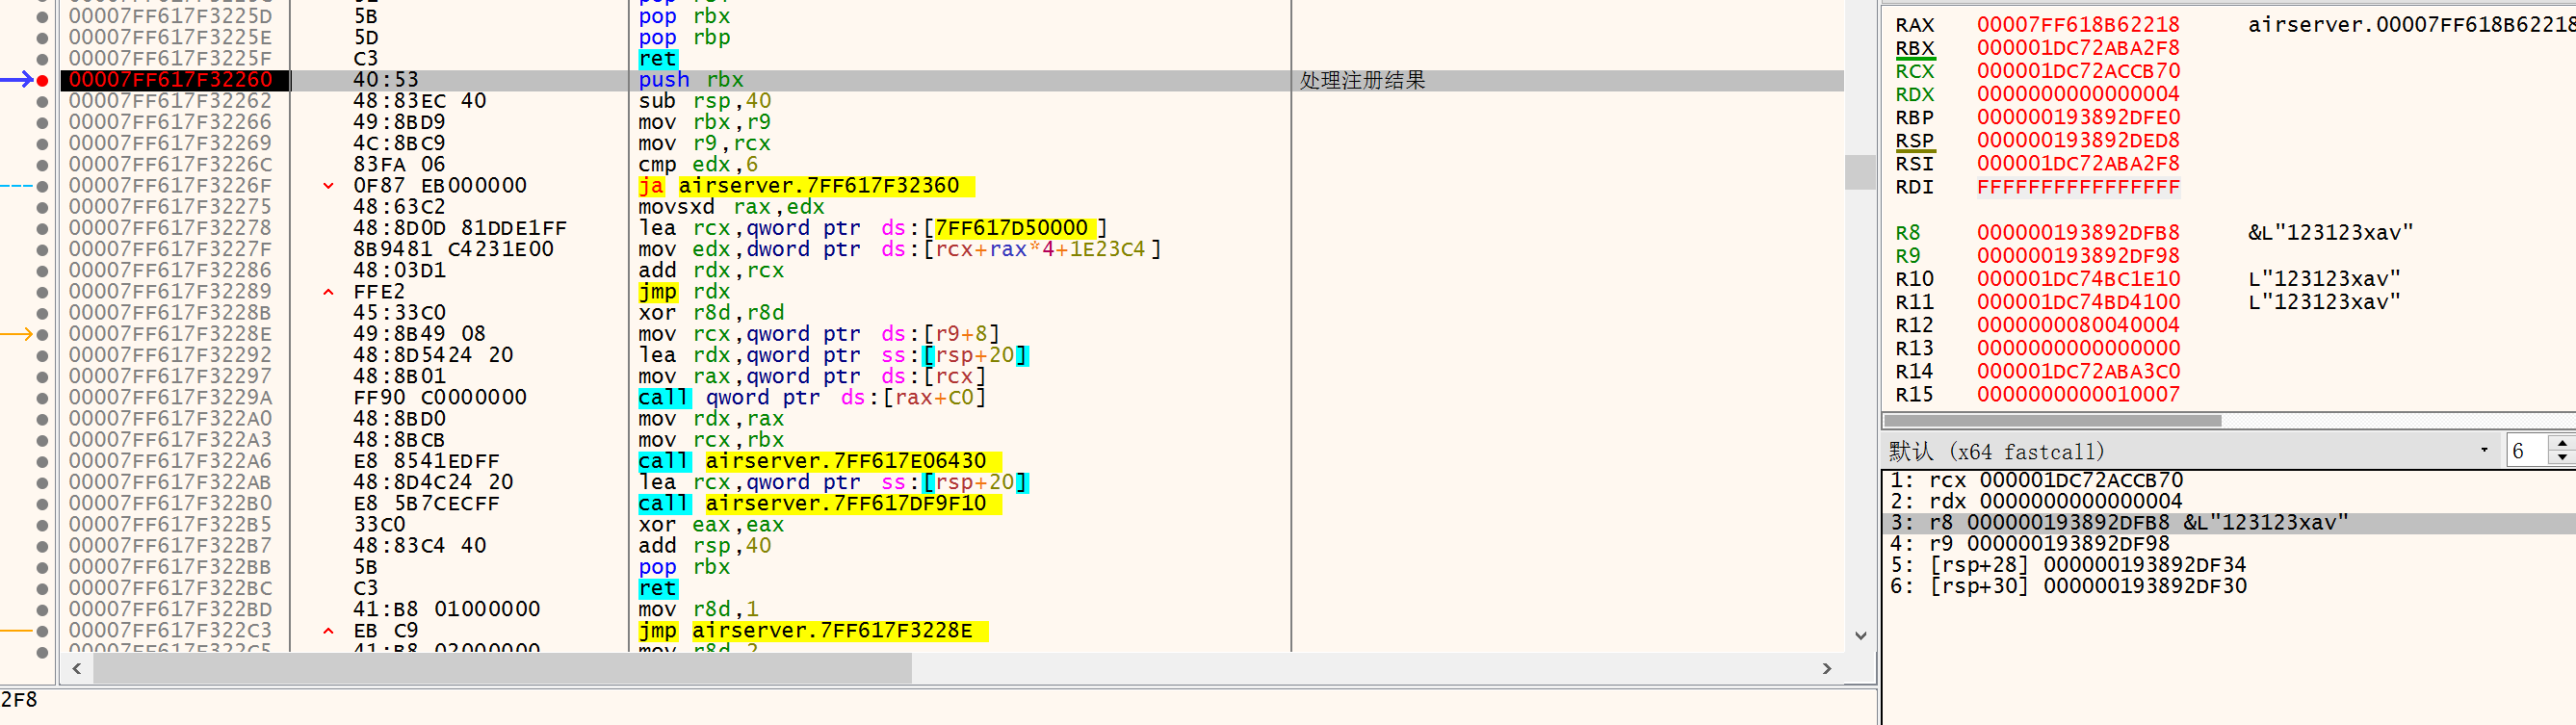 00007FF617F3225D 5B pop rbx
00007FF617F3225E 5D pop rbp
00007FF617F3225F C3 ret
00007FF617F32260 40:53 push rbx 处理注册结果
00007FF617F32262 48:83EC 40 sub rsp,40
00007FF617F32266 49:8BD9 mov rbx,r9
00007FF617F32269 4C:8BC9 mov r9,rcx
00007FF617F3226C 83FA 06 cmp edx,6
00007FF617F3226F 0F87 EB000000 ja airserver.7FF617F32360
00007FF617F32275 48:63C2 movsxd rax,edx
00007FF617F32278 48:8D0D 81DDE1FF lea rcx,qword ptr ds:[7FF617D50000]
00007FF617F3227F 8B9481 C4231E00 mov edx,dword ptr ds:[rcx+rax*4+1E23C4]
00007FF617F32286 48:03D1 add rdx,rcx
00007FF617F32289 FFE2 jmp rdx
00007FF617F3228B 45:33C0 xor r8d,r8d
00007FF617F3228E 49:8B49 08 mov rcx,qword ptr ds:[r9+8]
00007FF617F32292 48:8D5424 20 lea rdx,qword ptr ss:[rsp+20]
00007FF617F32297 48:8B01 mov rax,qword ptr ds:[rcx]
00007FF617F3229A FF90 C0000000 call qword ptr ds:[rax+C0]
00007FF617F322A0 48:8BD0 mov rdx,rax
00007FF617F322A3 48:8BCB mov rcx,rbx
00007FF617F322A6 E8 8541EDFF call airserver.7FF617E06430
00007FF617F322AB 48:8D4C24 20 lea rcx,qword ptr ss:[rsp+20]
00007FF617F322B0 E8 5B7CECFF call airserver.7FF617DF9F10
00007FF617F322B5 33C0 xor eax,eax
00007FF617F322B7 48:83C4 40 add rsp,40
00007FF617F322BB 5B pop rbx
00007FF617F322BC C3 ret
00007FF617F322BD 41:B8 01000000 mov r8d,1
00007FF617F322C3 EB C9 jmp airserver.7FF617F3228E
00007FF617F322C5 41:B8 02000000 mov r8d,2
2F8
RAX 00007FF618B62218 airserver.00007FF618B62218
RBX 000001DC72ABA2F8
RCX 000001DC72ACCB70
RDX 0000000000000004
RBP 000000193892DFE0
RSP 000000193892DED8
RSI 000001DC72ABA2F8
RDI FFFFFFFFFFFFFFFF
R8 000000193892DFB8 &L"123123xav"
R9 000000193892DF98
R10 000001DC74BC1E10 L"123123xav"
R11 000001DC74BD4100 L"123123xav"
R12 0000000080040004
R13 0000000000000000
R14 000001DC72ABA3C0
R15 0000000000010007
默认 (x64 fastcall) 6
1: rcx 000001DC72ACCB70
2: rdx 0000000000000004
3: r8 000000193892DFB8 &L"123123xav"
4: r9 000000193892DF98
5: [rsp+28] 000000193892DF34
6: [rsp+30] 000000193892DF30